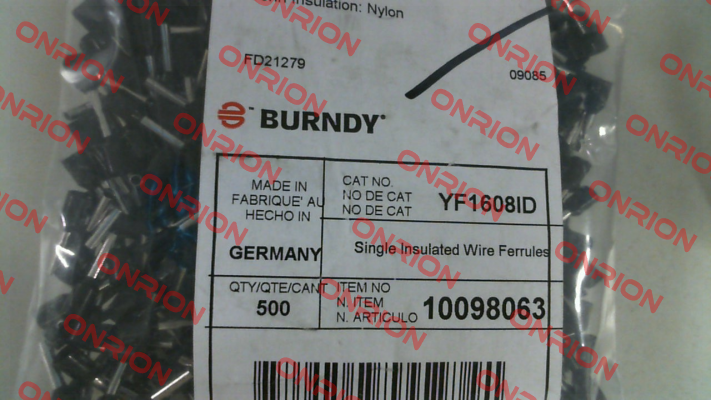 Insulation: Nylon
FD21279
09085
BURNDY
MADE IN
FABRIQUE' AU
HECHO IN
GERMANY
CAT NO.
NO DE CAT
NO DE CAT
YF1608ID
Single Insulated Wire Ferrules
QTY/QTE/CANT
500
ITEM NO
N. ITEM
N. ARTICULO
10098063
ONRION